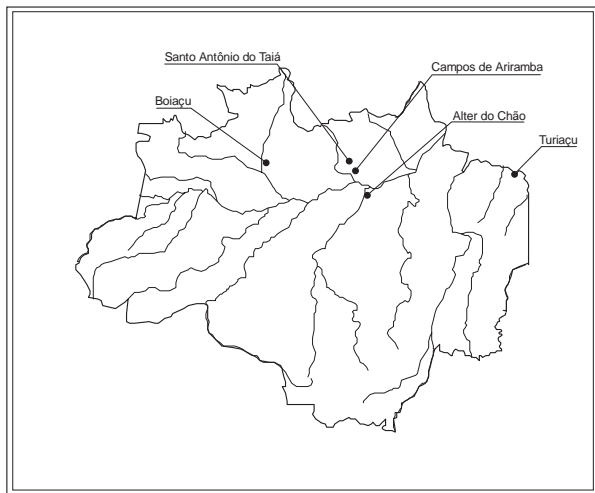 Santo Antônio do Taiá
Campos de Ariramba
Boiaçu
Alter do Chão
Turiaçu